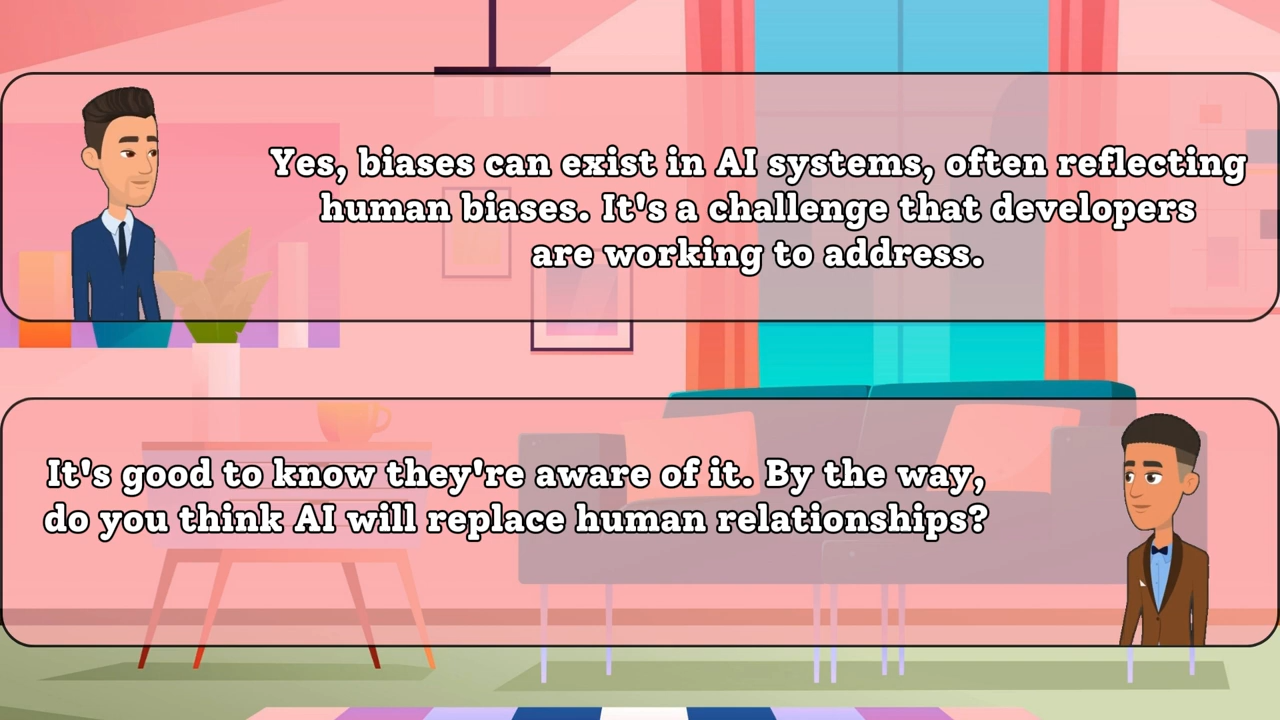 Yes, biases can exist in AI systems, often reflecting
human biases. It's a challenge that developers
are working to address.
It's good to know they're aware of it. By the way,
do you think AI will replace human relationships?